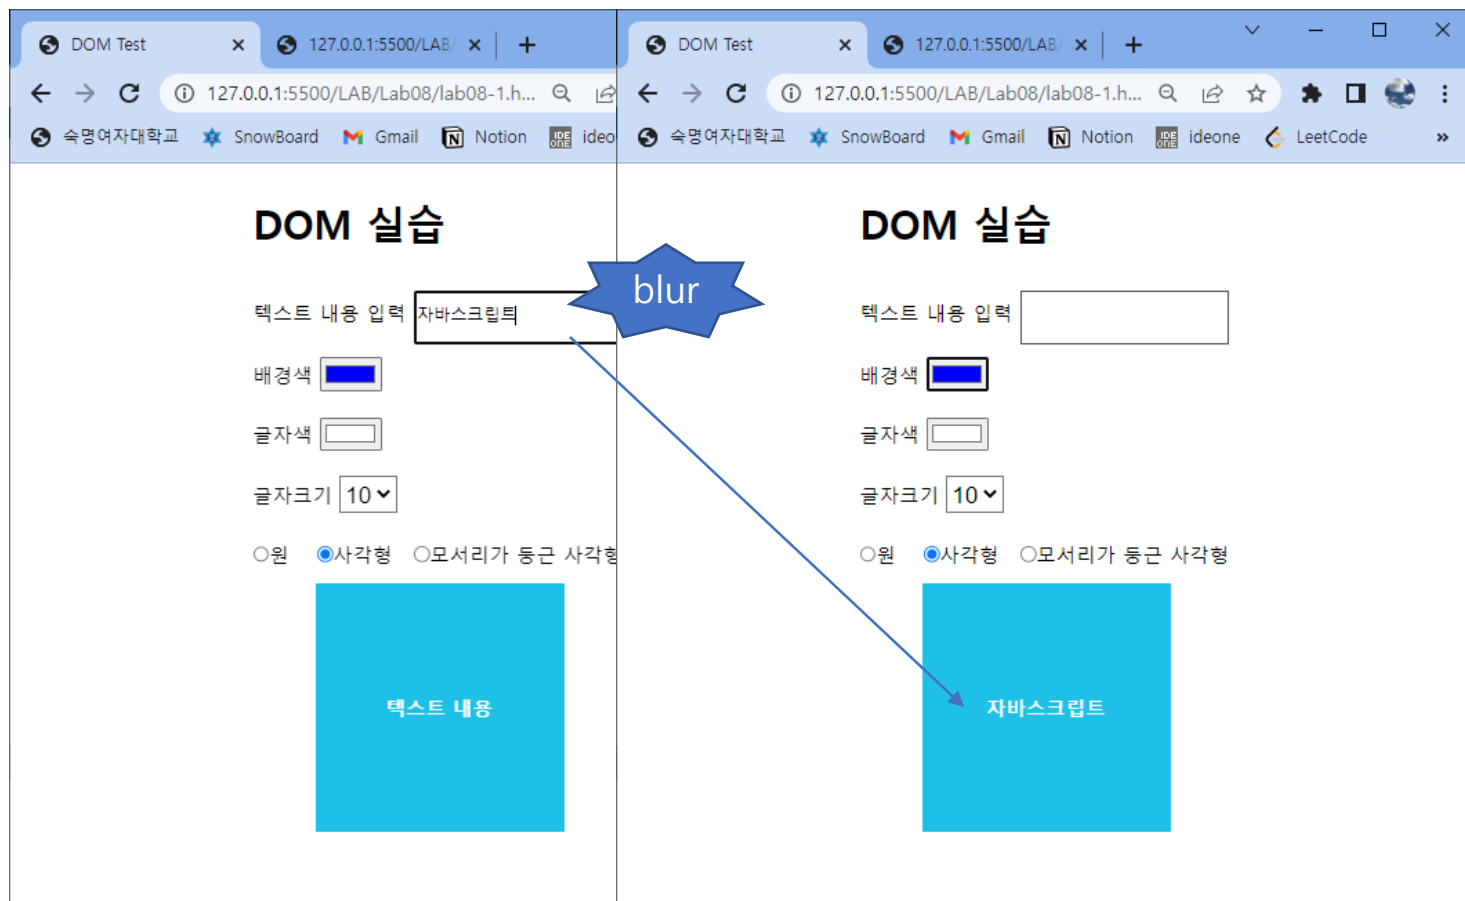 DOM Test
127.0.0.1:5500/LAB/
127.0.0.1:5500/LAB/Lab08/lab08-1.h...
숙명여자대학교 SnowBoard Gmail Notion ideo
DOM 실습
텍스트 내용 입력 자바스크립트
배경색
글자색
글자크기 10
원 사각형 모서리가 둥근 사각형
텍스트 내용
blur
DOM Test
127.0.0.1:5500/LAB/
127.0.0.1:5500/LAB/Lab08/lab08-1.h...
숙명여자대학교 SnowBoard Gmail Notion ideone LeetCode
DOM 실습
텍스트 내용 입력
배경색
글자색
글자크기 10
원 사각형 모서리가 둥근 사각형
자바스크립트